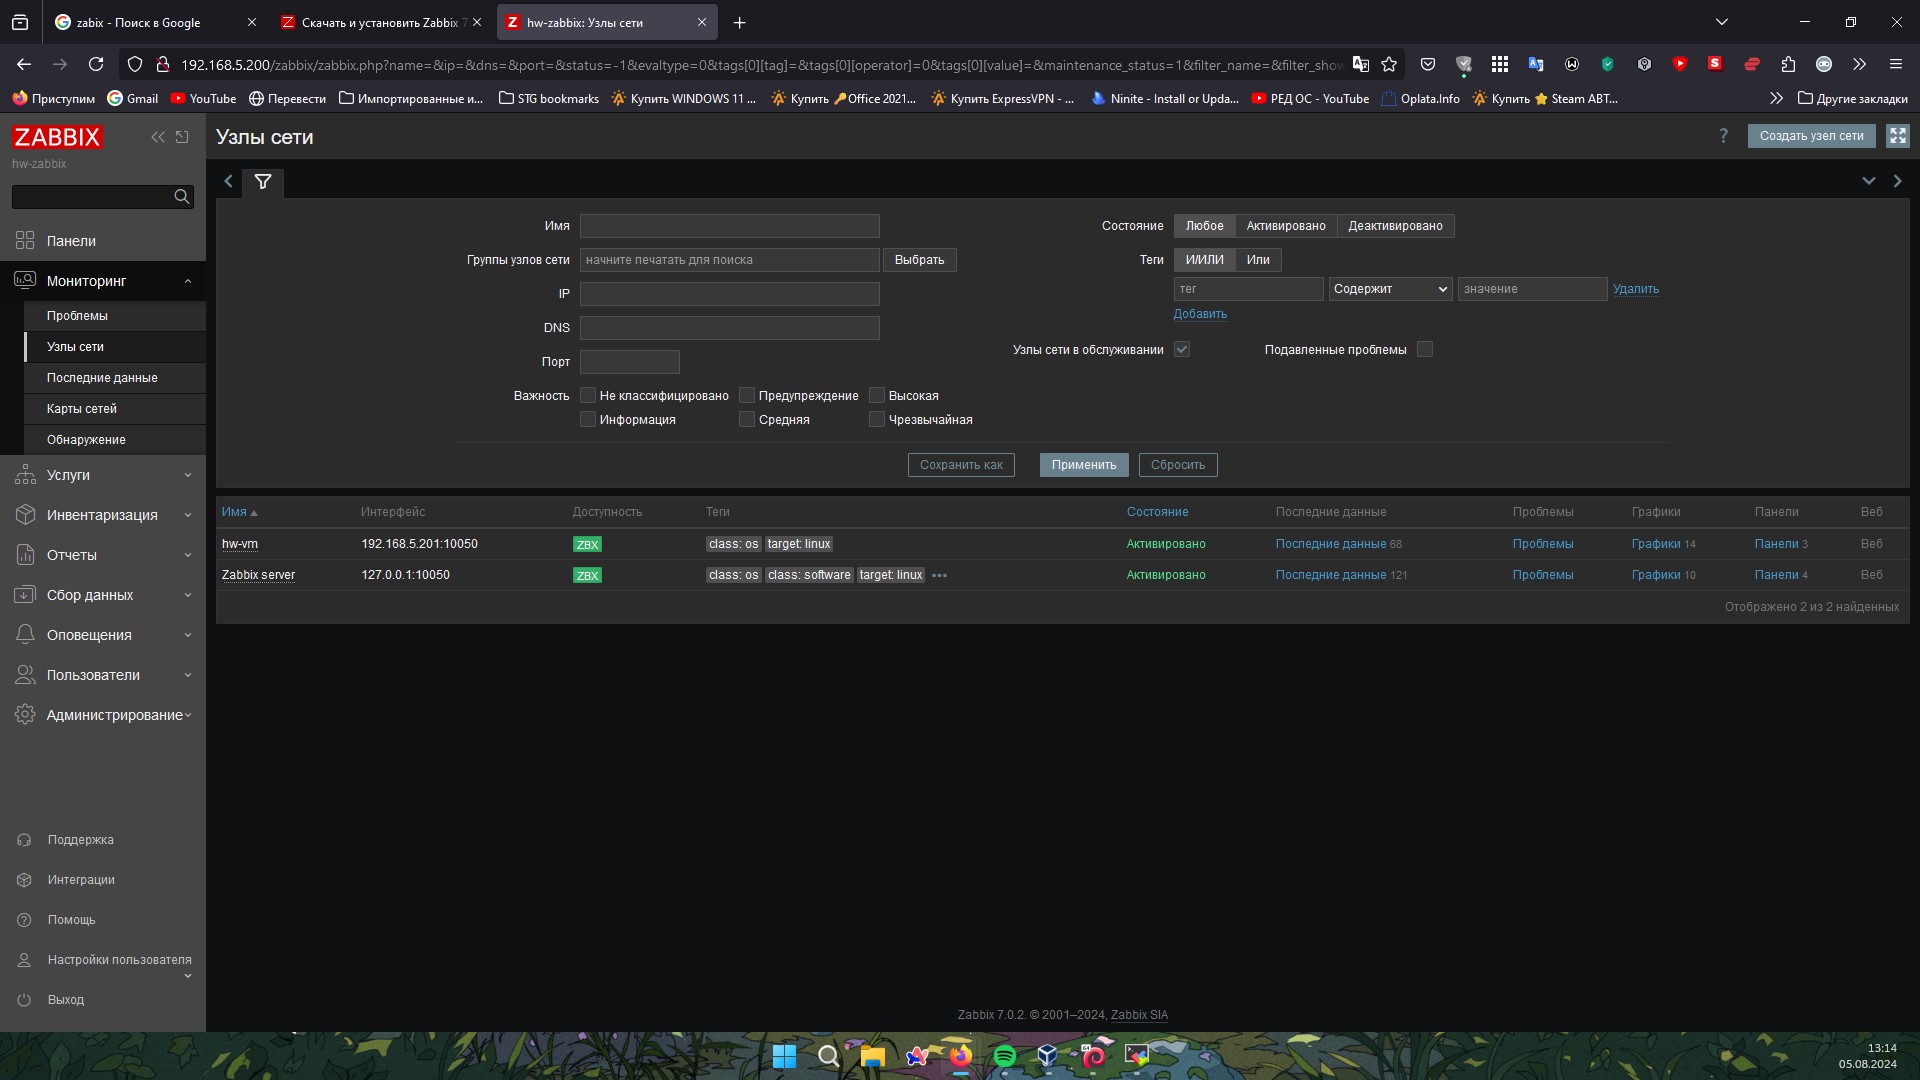 zabix - Поиск в Google
Скачать и установить Zabbix 7
hw-zabbix: Узлы сети
192.168.5.200/zabbix/zabbix.php?name=&ip=&dns=&port=&status=-1&evaltype=0&tags[0][tag]=&tags[0][operator]=0&tags[0][value]=&maintenance_status=1&filter_name=&filter_show
Приступим
Gmail
YouTube
Перевести
Импортированные и...
STG bookmarks
Купить WINDOWS 11 ...
Купить 🔑Office 2021...
Купить ExpressVPN - ...
Ninite - Install or Upda...
РЕД ОС - YouTube
Oplata.Info
Купить ⭐ Steam АВТ...
Другие закладки
ZABBIX
hw-zabbix
Панели
Мониторинг
Проблемы
Узлы сети
Последние данные
Карты сетей
Обнаружение
Услуги
Инвентаризация
Отчеты
Сбор данных
Оповещения
Пользователи
Администрирование
Поддержка
Интеграции
Помощь
Настройки пользователя
Выход
Узлы сети
? Создать узел сети
Имя
Группы узлов сети начните печатать для поиска Выбрать
IP
DNS
Порт
Важность Не классифицировано Предупреждение Высокая
Информация Средняя Чрезвычайная
Состояние Любое Активировано Деактивировано
Теги И/ИЛИ Или
тег Содержит значение Удалить
Добавить
Узлы сети в обслуживании Подавленные проблемы
Сохранить как Применить Сбросить
Имя Интерфейс Доступность Теги Состояние Последние данные Проблемы Графики Панели Веб
hw-vm 192.168.5.201:10050 ZBX class: os target: linux Активировано Последние данные 68 Проблемы Графики 14 Панели 3 Веб
Zabbix server 127.0.0.1:10050 ZBX class: os class: software target: linux ••• Активировано Последние данные 121 Проблемы Графики 10 Панели 4 Веб
Отображено 2 из 2 найденных
Zabbix 7.0.2. © 2001–2024, Zabbix SIA
13:14
05.08.2024